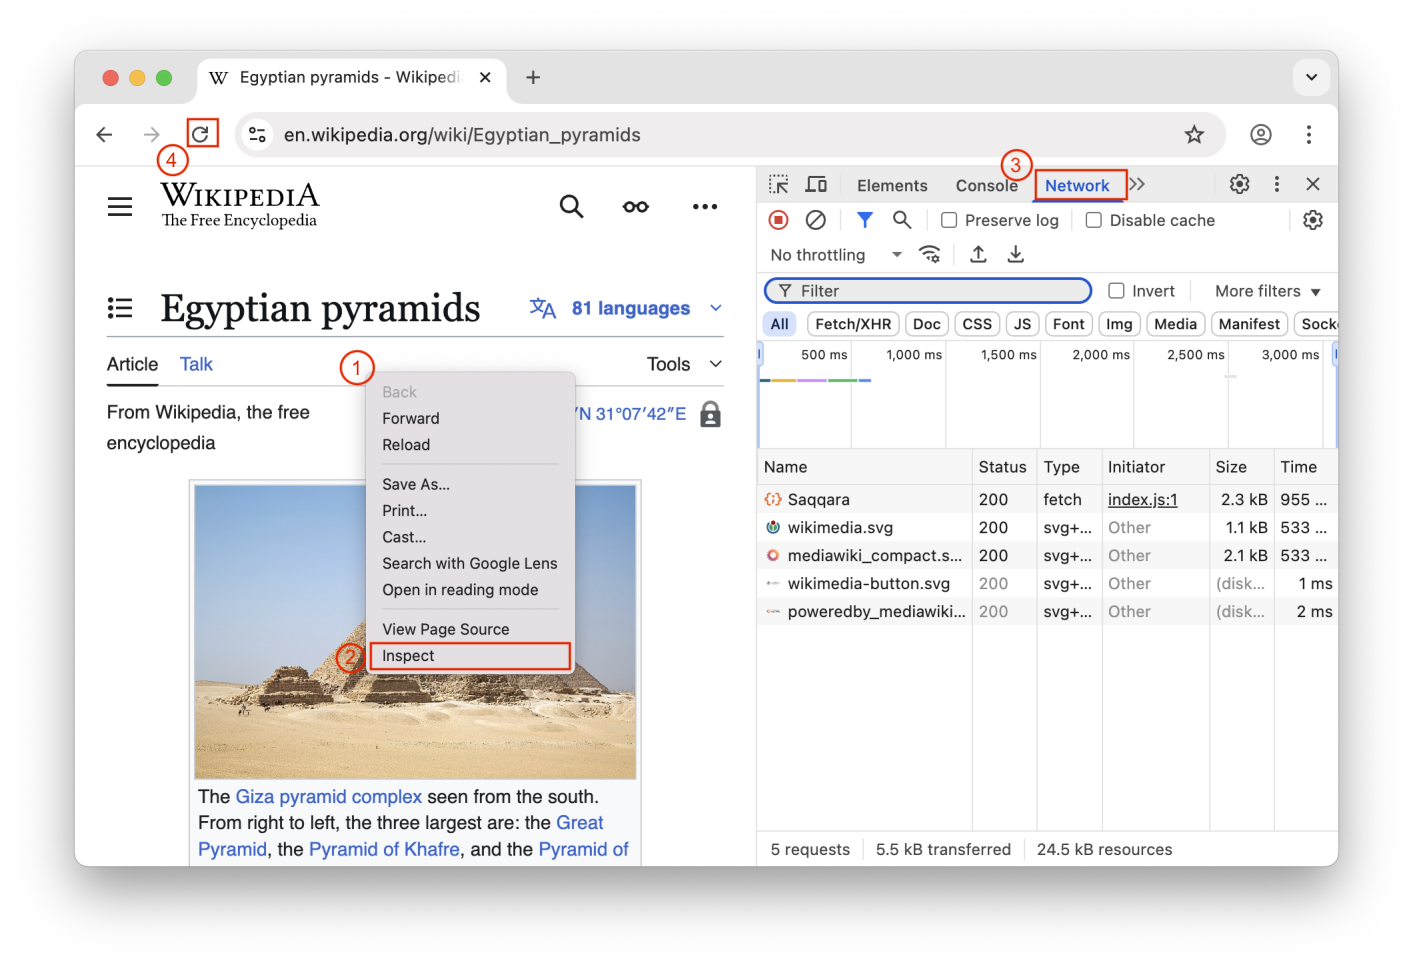 Egyptian pyramids - Wikipedi
en.wikipedia.org/wiki/Egyptian_pyramids
4
WIKIPEDIA
The Free Encyclopedia
Egyptian pyramids
81 languages
Article Talk
Tools
1
From Wikipedia, the free
encyclopedia
′N 31°07′42″E
Back
Forward
Reload
Save As...
Print...
Cast...
Search with Google Lens
Open in reading mode
View Page Source
2
Inspect
The Giza pyramid complex seen from the south.
From right to left, the three largest are: the Great
Pyramid, the Pyramid of Khafre, and the Pyramid of
3
Elements Console Network
Preserve log Disable cache
No throttling
Filter Invert More filters
All Fetch/XHR Doc CSS JS Font Img Media Manifest Socke
500 ms 1,000 ms 1,500 ms 2,000 ms 2,500 ms 3,000 ms
Name Status Type Initiator Size Time
Saqqara 200 fetch index.js:1 2.3 kB 955 ...
wikimedia.svg 200 svg+... Other 1.1 kB 533 ...
mediawiki_compact.s... 200 svg+... Other 2.1 kB 533 ...
wikimedia-button.svg 200 svg+... Other (disk... 1 ms
poweredby_mediawiki... 200 svg+... Other (disk... 2 ms
5 requests 5.5 kB transferred 24.5 kB resources